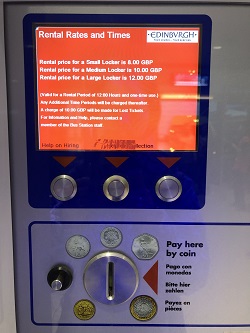 Rental Rates and Times
·EDINBVRGH·
Rental price for a Small Locker is 8.00 GBP
Rental price for a Medium Locker is 10.00 GBP
Rental price for a Large Locker is 12.00 GBP
(Valid for a Rental Period of 12:00 Hours and one-time use.)
Any Additional Time Periods will be charged thereafter.
A charge of 10.00 GBP will be made for Lost Tickets
For Information and Help, please contact a
member of the Bus Station staff.
Help on Hiring
Collection
Pay here
by coin
Pago con
monedas
Bitte hier
zahlen
Payez en
pièces